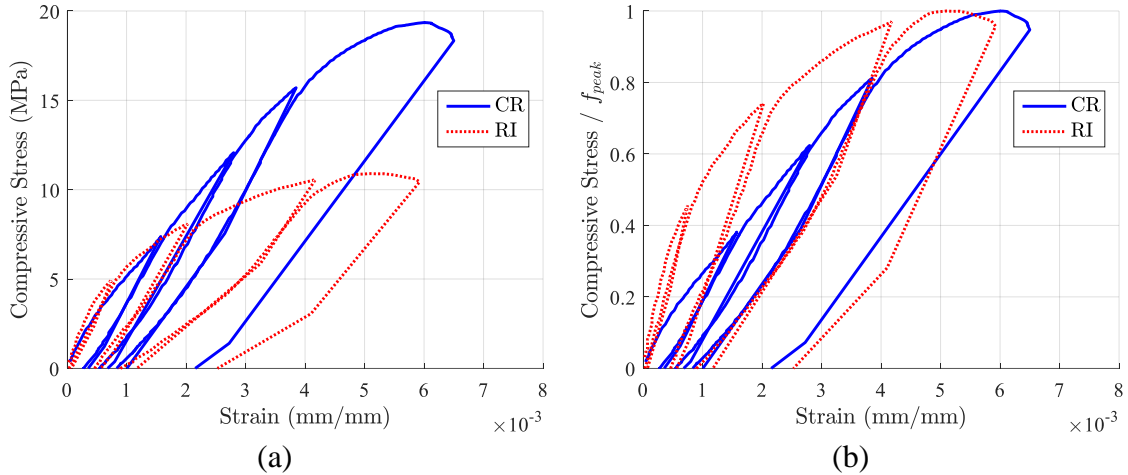 20
15
10
5
0
Compressive Stress (MPa)
CR
RI
0 1 2 3 4 5 6 7 8
Strain (mm/mm)
×10-3
(a)
1
0.8
0.6
0.4
0.2
0
Compressive Stress / fpeak
CR
RI
0 1 2 3 4 5 6 7 8
Strain (mm/mm)
×10-3
(b)